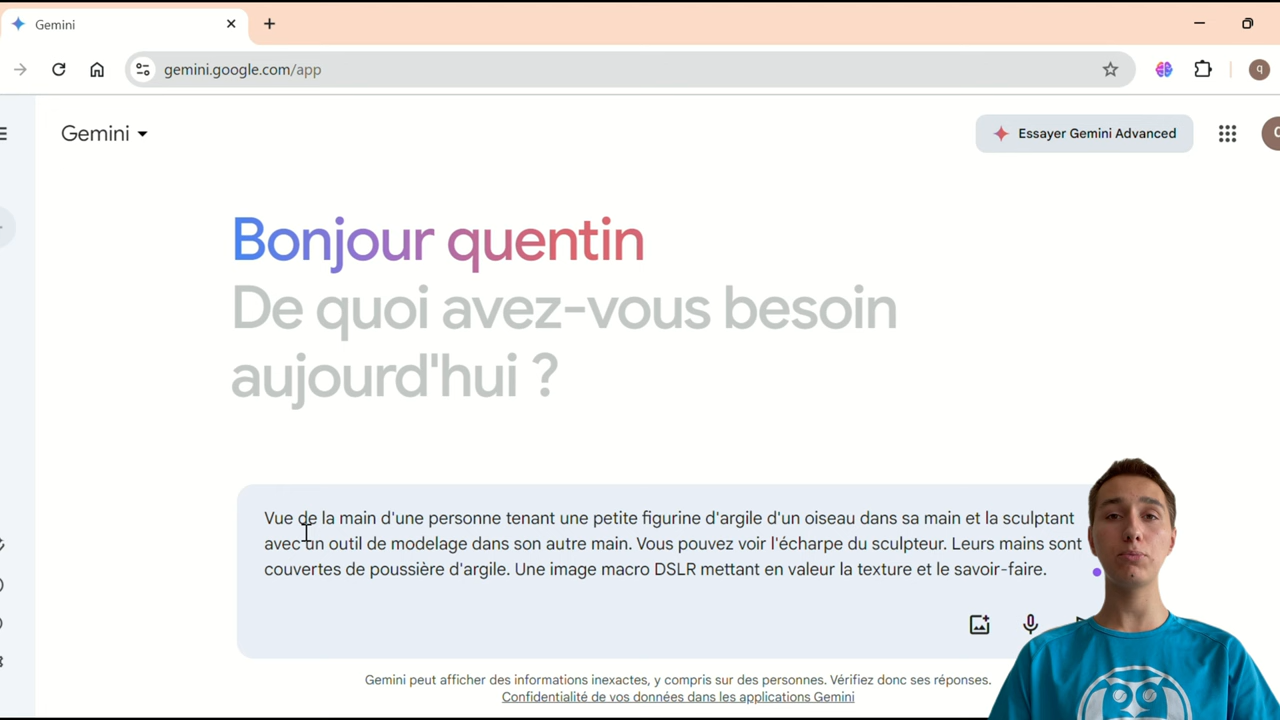 Gemini
gemini.google.com/app
q
Gemini
Essayer Gemini Advanced
Bonjour quentin
De quoi avez-vous besoin
aujourd'hui ?
Vue de la main d'une personne tenant une petite figurine d'argile d'un oiseau dans sa main et la sculptant
avec un outil de modelage dans son autre main. Vous pouvez voir l'écharpe du sculpteur. Leurs mains sont
couvertes de poussière d'argile. Une image macro DSLR mettant en valeur la texture et le savoir-faire.
Gemini peut afficher des informations inexactes, y compris sur des personnes. Vérifiez donc ses réponses.
Confidentialité de vos données dans les applications Gemini